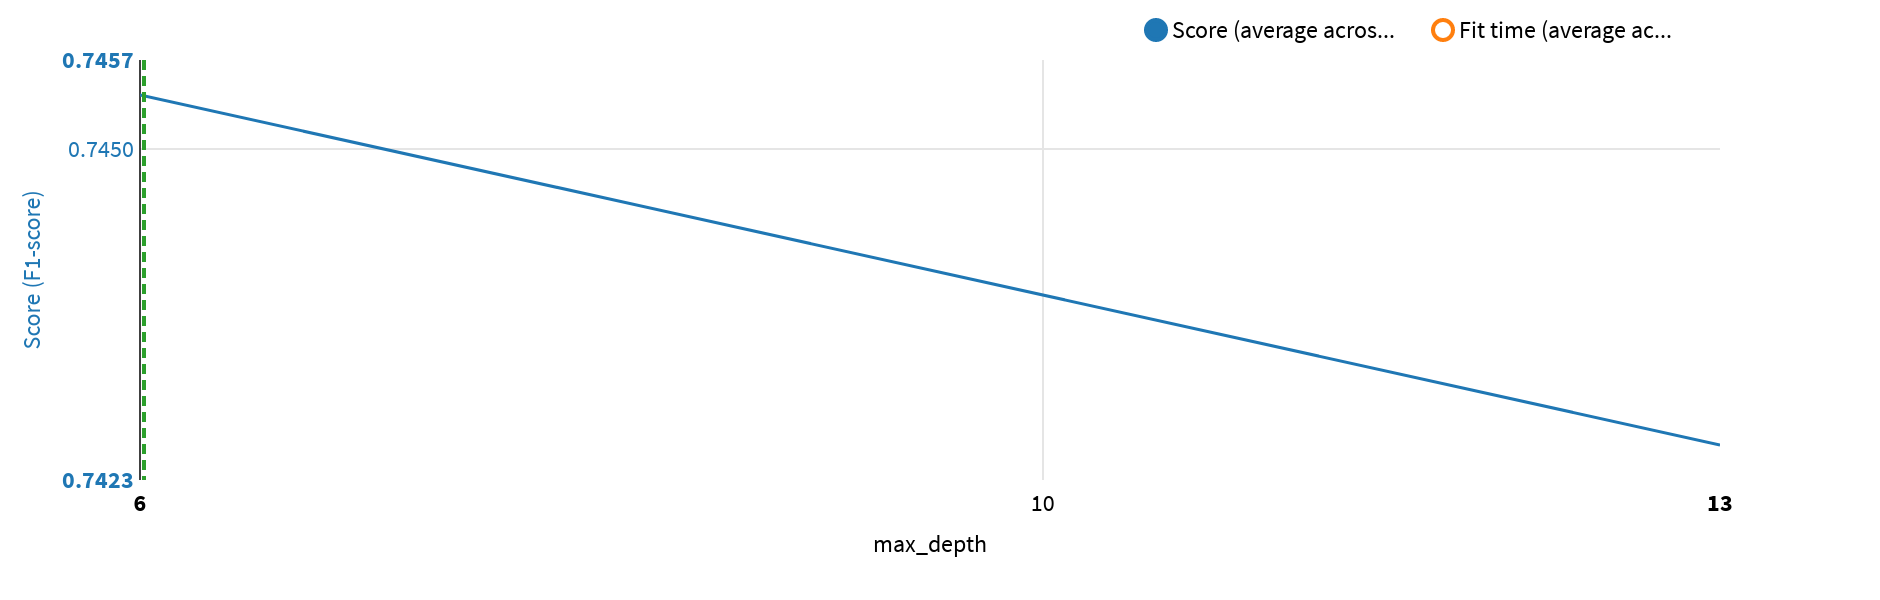 Score (average acros...
Fit time (average ac...
0.7457
0.7450
0.7423
Score (F1-score)
6
10
13
max_depth